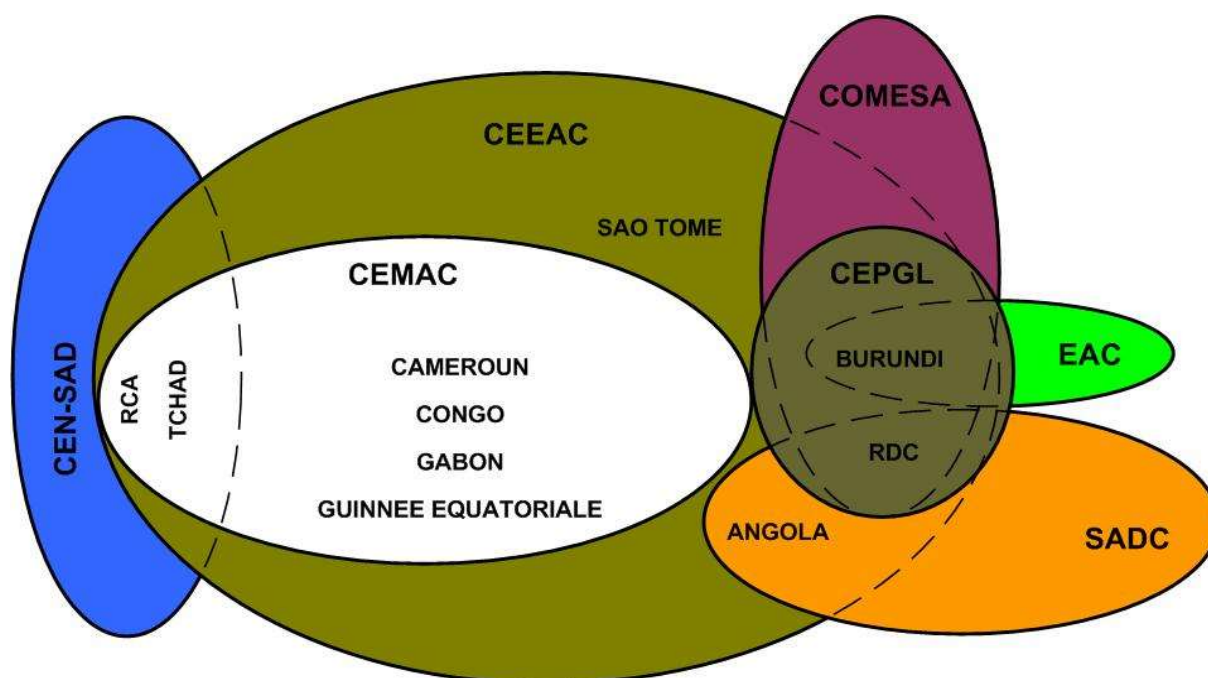 COMESA
CEEAC
SAO TOME
CEMAC
CEPGL
CEN-SAD
RCA
TCHAD
CAMEROUN
BURUNDI
EAC
CONGO
GABON
RDC
GUINNEE EQUATORIALE
ANGOLA
SADC